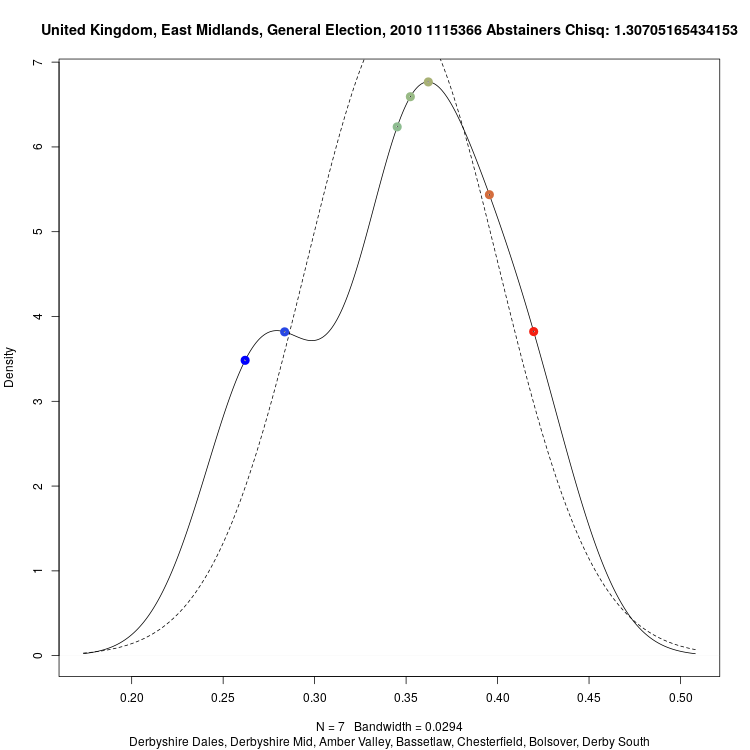 United Kingdom, East Midlands, General Election, 2010 1115366 Abstainers Chisq: 1.30705165434153
7
6
5
4
3
2
1
0
Density
0.20 0.25 0.30 0.35 0.40 0.45 0.50
N = 7 Bandwidth = 0.0294
Derbyshire Dales, Derbyshire Mid, Amber Valley, Bassetlaw, Chesterfield, Bolsover, Derby South